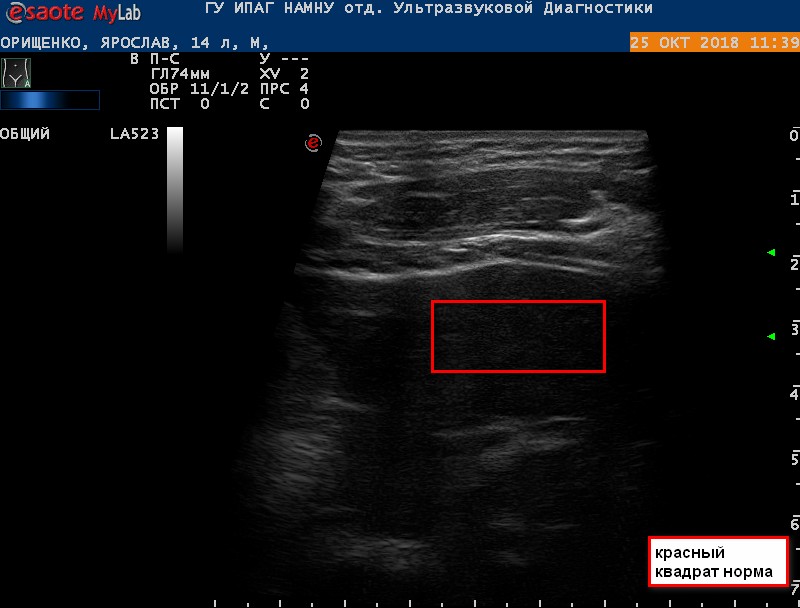 esaote MyLab
ГУ ИПАГ НАМНУ отд. Ультразвуковой Диагностики
ОРИЩЕНКО, ЯРОСЛАВ, 14 л, М,
25 ОКТ 2018 11:39
В П-С У ---
ГЛ74мм XV 2
ОБР 11/1/2 ПРС 4
ПСТ 0 С 0
A
ОБЩИЙ LA523
e
0
1
2
3
4
5
6
7
красный
квадрат норма